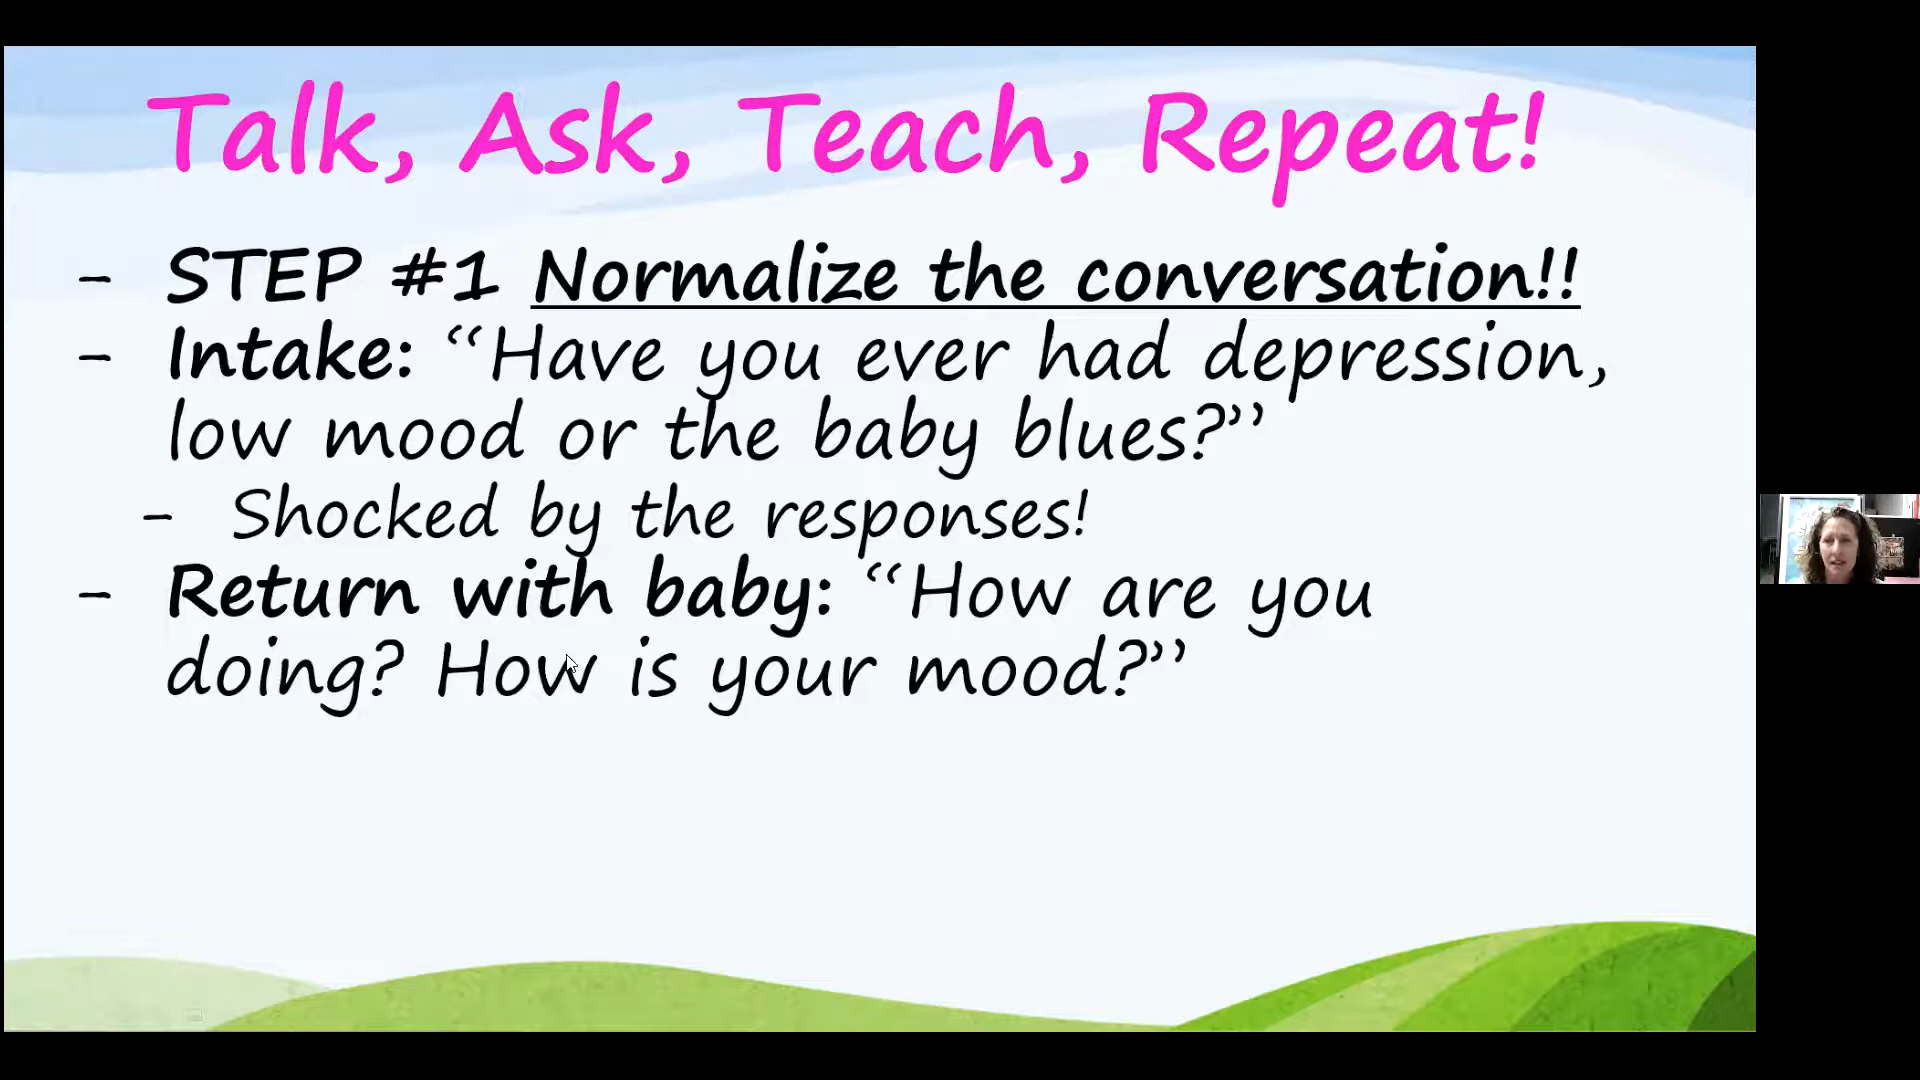 Talk, Ask, Teach, Repeat!
- STEP #1 Normalize the conversation!!
- Intake: “Have you ever had depression,
low mood or the baby blues?”
- Shocked by the responses!
- Return with baby: “How are you
doing? How is your mood?”